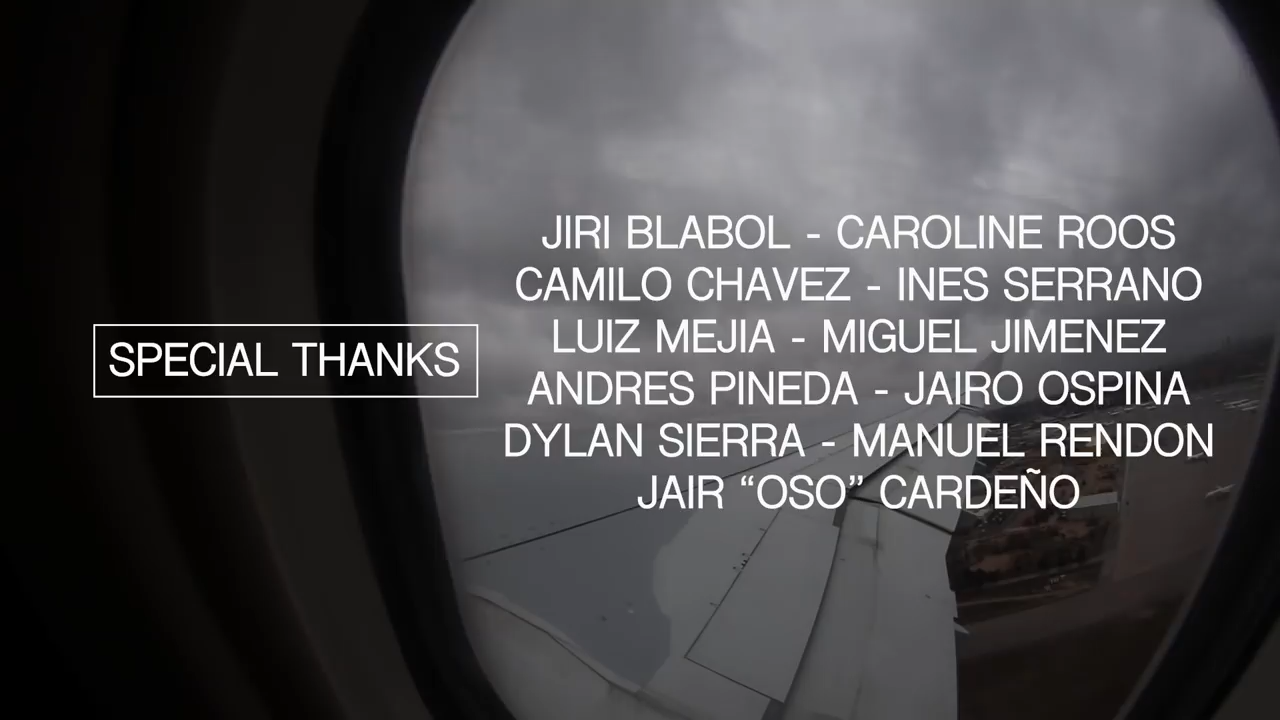 SPECIAL THANKS
JIRI BLABOL - CAROLINE ROOS
CAMILO CHAVEZ - INES SERRANO
LUIZ MEJIA - MIGUEL JIMENEZ
ANDRES PINEDA - JAIRO OSPINA
DYLAN SIERRA - MANUEL RENDON
JAIR “OSO” CARDEÑO